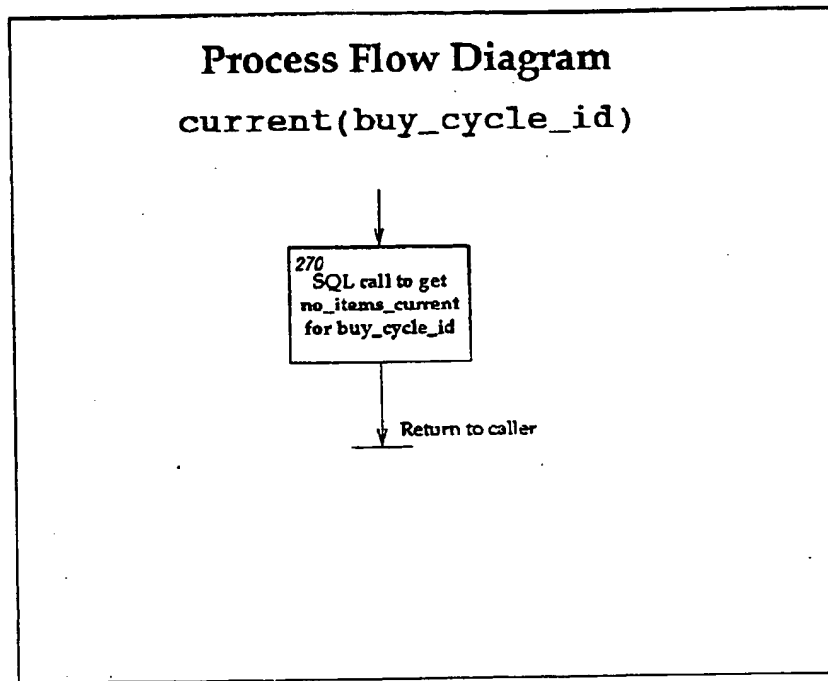 Process Flow Diagram
current(buy_cycle_id)
270
SQL call to get
no_items_current
for buy_cycle_id
Return to caller